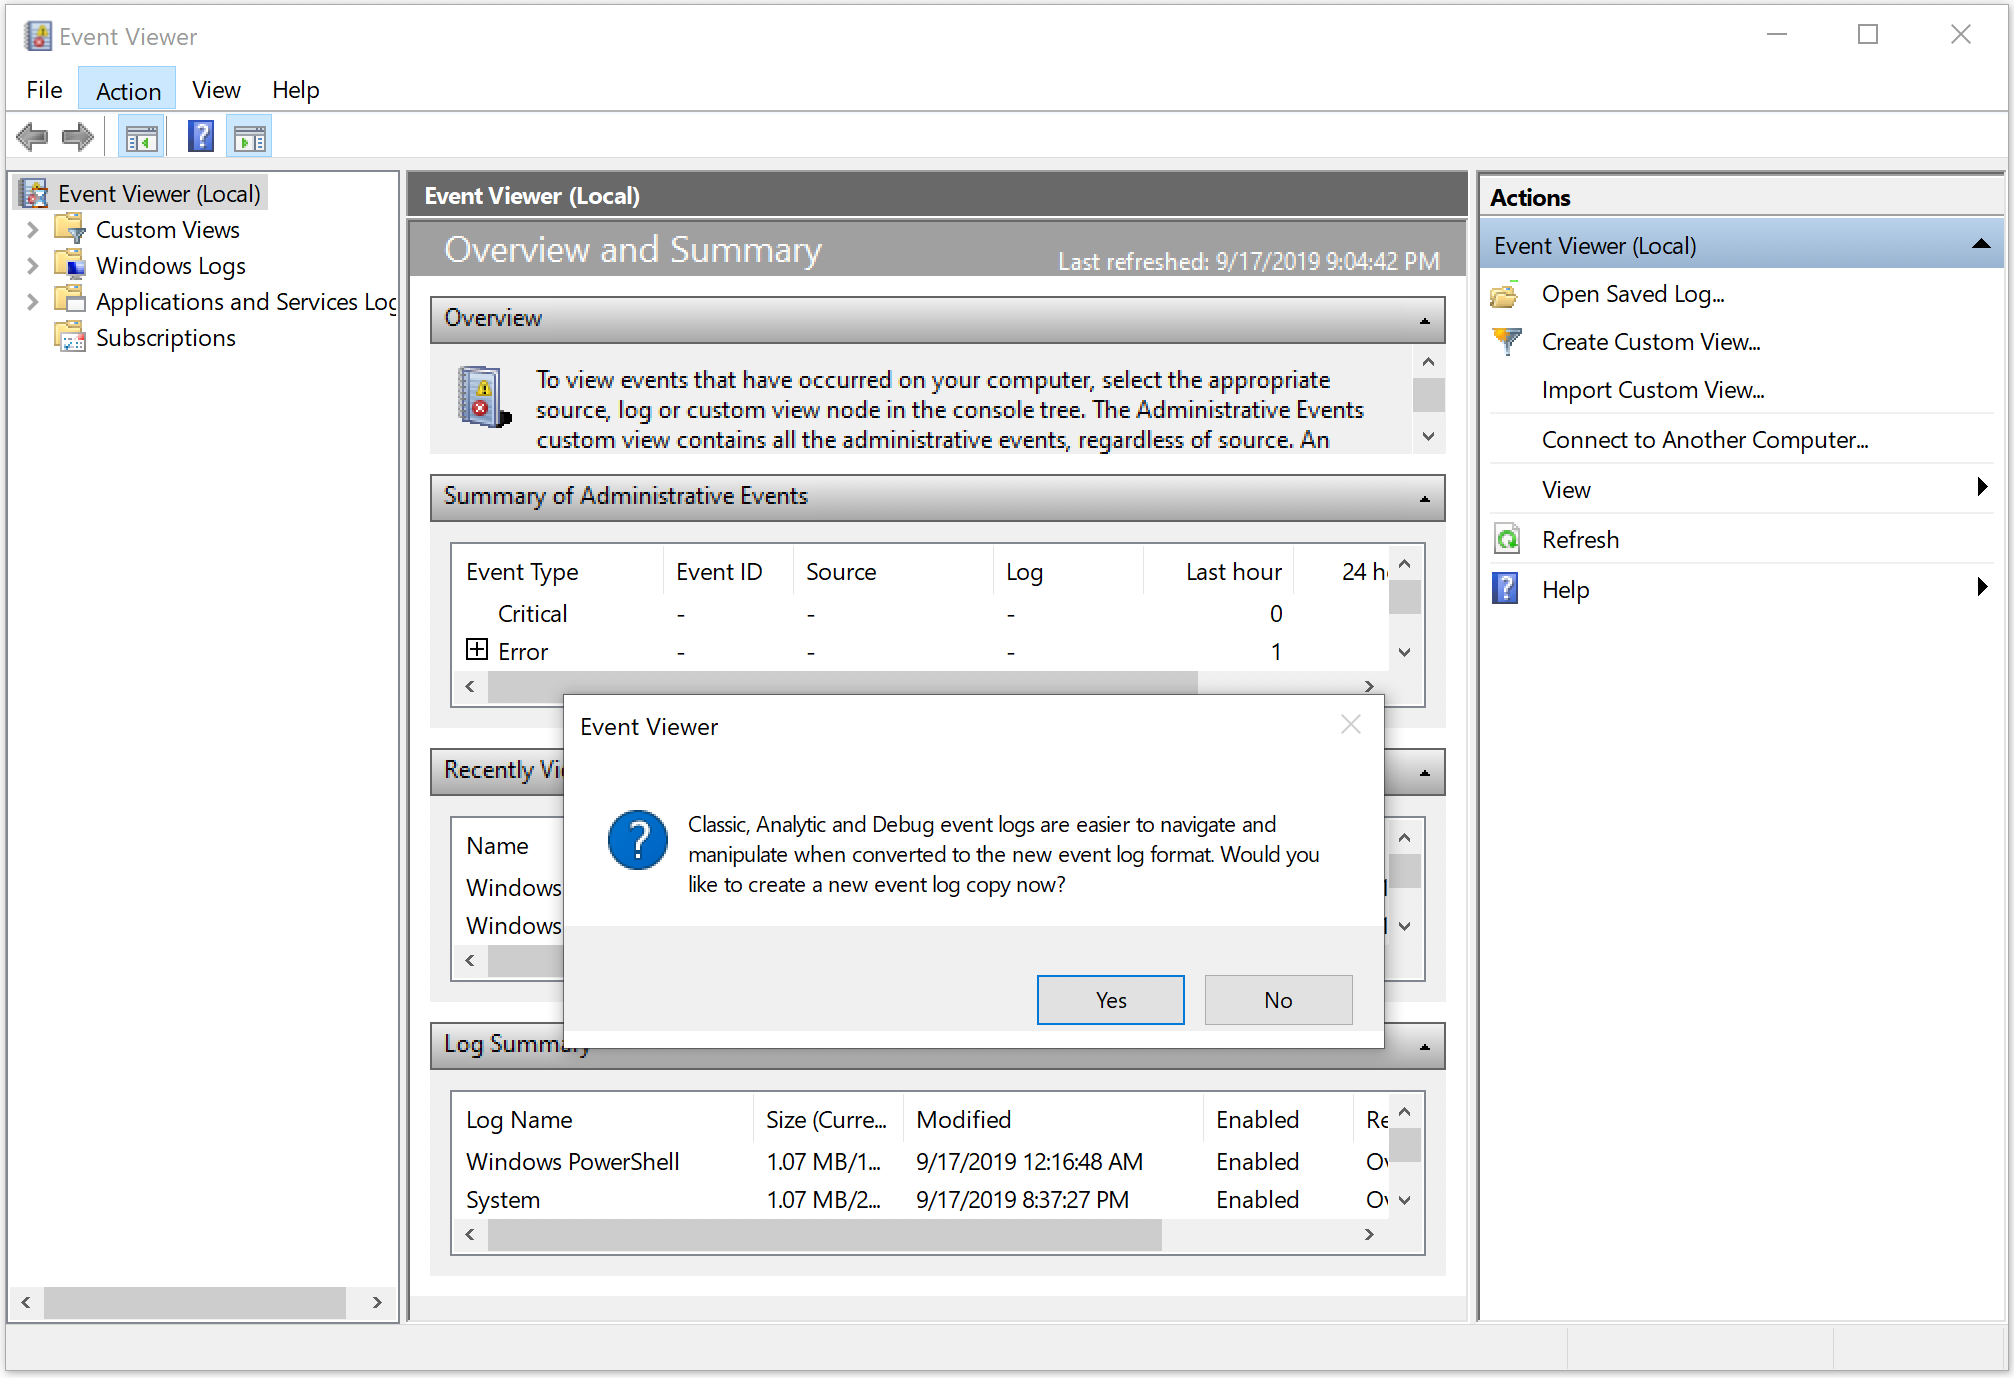 Event Viewer
File Action View Help
Event Viewer (Local)
Custom Views
Windows Logs
Applications and Services Log
Subscriptions
Event Viewer (Local)
Overview and Summary
Last refreshed: 9/17/2019 9:04:42 PM
Overview
To view events that have occurred on your computer, select the appropriate
source, log or custom view node in the console tree. The Administrative Events
custom view contains all the administrative events, regardless of source. An
Summary of Administrative Events
Event Type Event ID Source Log Last hour 24 h
Critical - - - 0
Error - - - 1
Recently Vi
Name
Windows
Windows
Event Viewer
Classic, Analytic and Debug event logs are easier to navigate and
manipulate when converted to the new event log format. Would you
like to create a new event log copy now?
Yes No
Log Summary
Log Name Size (Curre... Modified Enabled Re
Windows PowerShell 1.07 MB/1... 9/17/2019 12:16:48 AM Enabled Ov
System 1.07 MB/2... 9/17/2019 8:37:27 PM Enabled Ov
Actions
Event Viewer (Local)
Open Saved Log...
Create Custom View...
Import Custom View...
Connect to Another Computer...
View
Refresh
Help